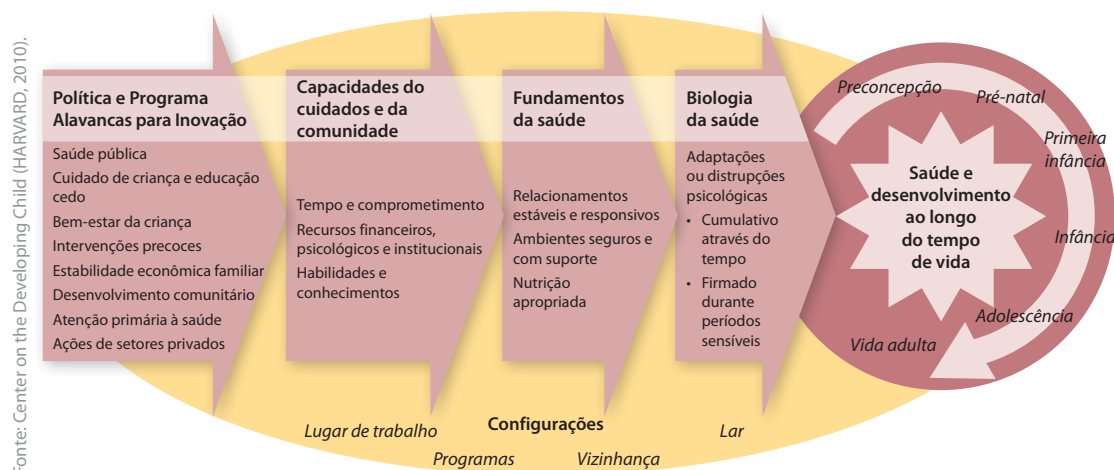 Fonte: Center on the Developing Child (HARVARD, 2010).
Política e Programa
Alavancas para Inovação
Saúde pública
Cuidado de criança e educação
cedo
Bem-estar da criança
Intervenções precoces
Estabilidade econômica familiar
Desenvolvimento comunitário
Atenção primária à saúde
Ações de setores privados
Capacidades do
cuidados e da
comunidade
Tempo e comprometimento
Recursos financeiros,
psicológicos e institucionais
Habilidades e
conhecimentos
Fundamentos
da saúde
Relacionamentos
estáveis e responsivos
Ambientes seguros e
com suporte
Nutrição
apropriada
Biologia
da saúde
Adaptações
ou distrupções
psicológicas
• Cumulativo
através do
tempo
• Firmado
durante
períodos
sensíveis
Preconcepção
Pré-natal
Primeira
infância
Infância
Adolescência
Vida adulta
Saúde e
desenvolvimento
ao longo
do tempo
de vida
Configurações
Lugar de trabalho
Programas
Vizinhança
Lar